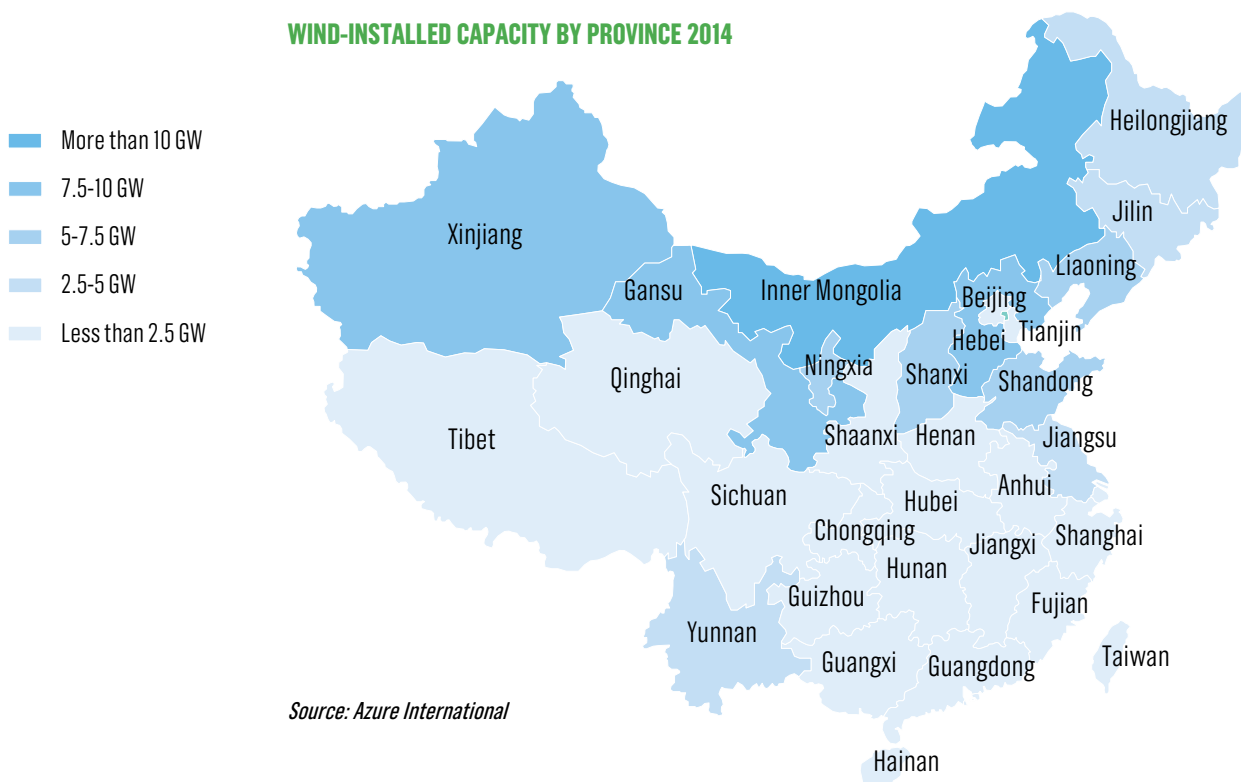 WIND-INSTALLED CAPACITY BY PROVINCE 2014
More than 10 GW
7.5-10 GW
5-7.5 GW
2.5-5 GW
Less than 2.5 GW
Heilongjiang
Jilin
Xinjiang
Liaoning
Gansu
Inner Mongolia
Beijing
Tianjin
Hebei
Ningxia
Shanxi
Shandong
Qinghai
Tibet
Shaanxi
Henan
Jiangsu
Sichuan
Anhui
Hubei
Chongqing
Shanghai
Jiangxi
Hunan
Guizhou
Fujian
Yunnan
Guangxi
Guangdong
Taiwan
Source: Azure International
Hainan